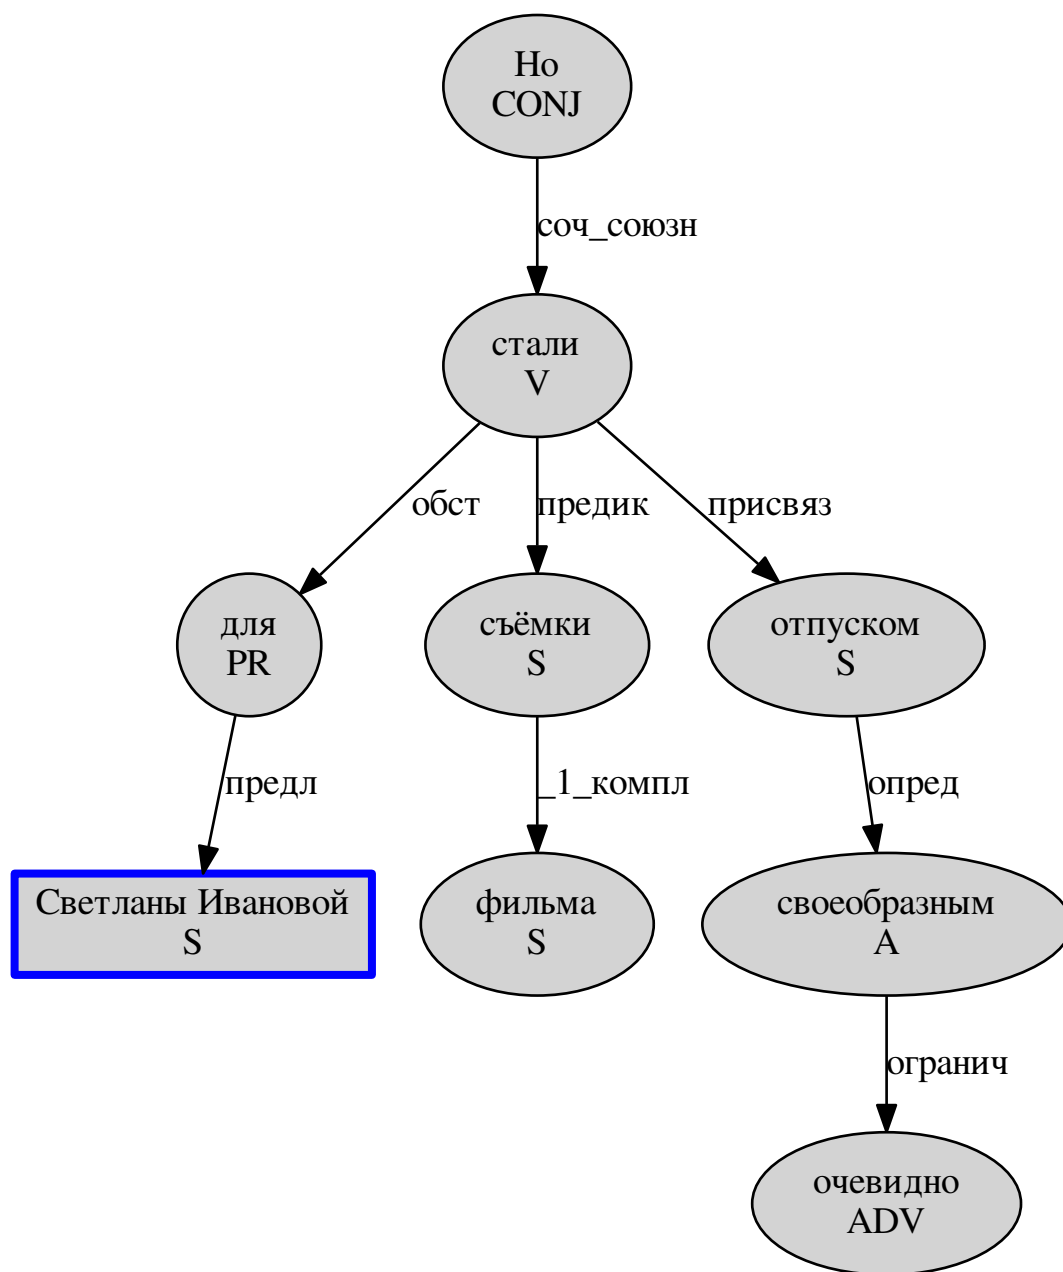 Но
CONJ
соч_союзн
стали
V
обст
предик
присвяз
для
PR
съёмки
S
отпуском
S
предл
_1_компл
опред
Светланы Ивановой
S
фильма
S
своеобразным
A
огранич
очевидно
ADV